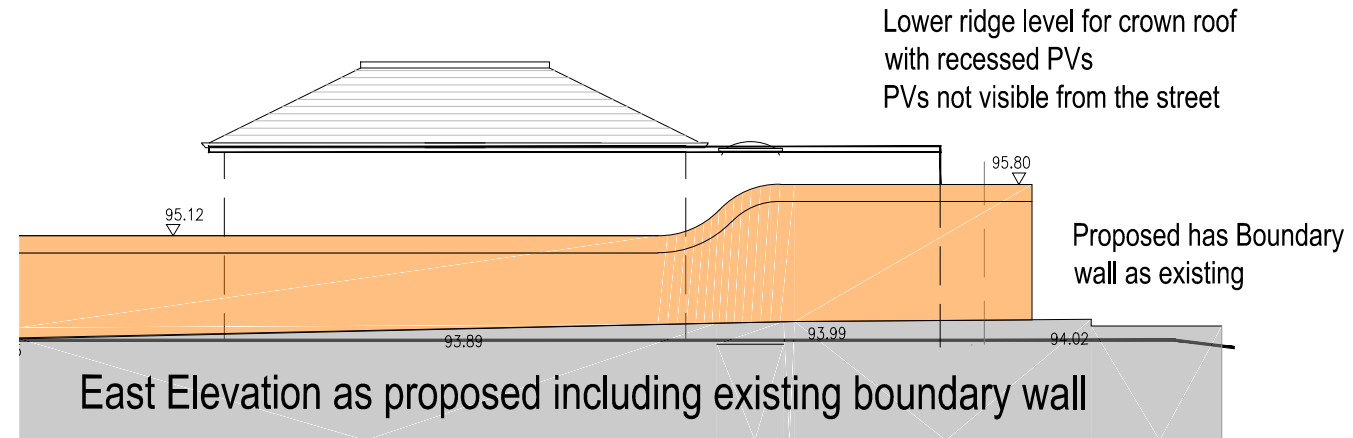 Lower ridge level for crown roof
with recessed PVs
PVs not visible from the street
95.80
95.12
Proposed has Boundary
wall as existing
93.99
94.02
93.89
East Elevation as proposed including existing boundary wall